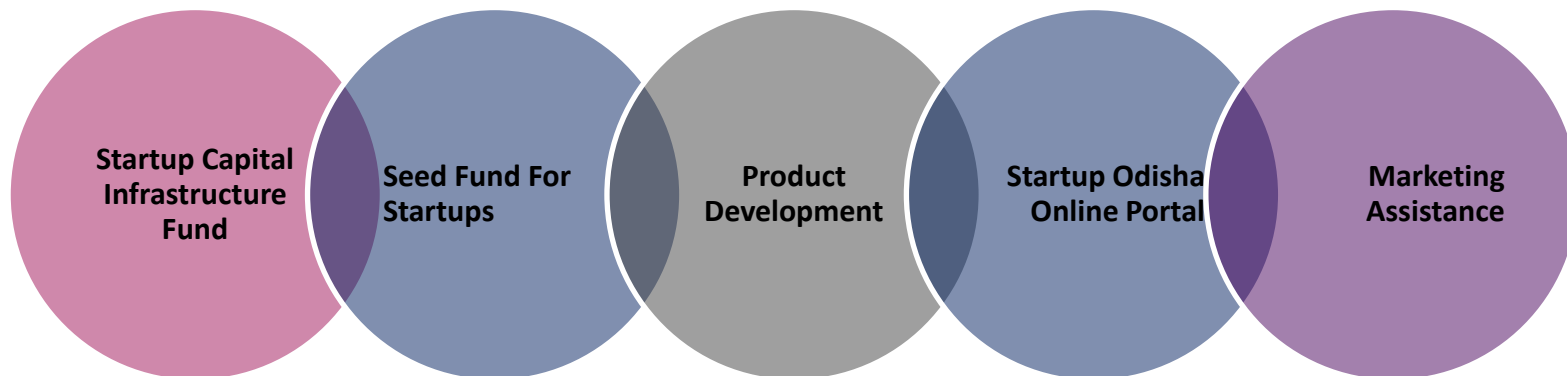 Startup Capital
Infrastructure
Fund
Seed Fund For
Startups
Product
Development
Startup Odisha
Online Portal
Marketing
Assistance